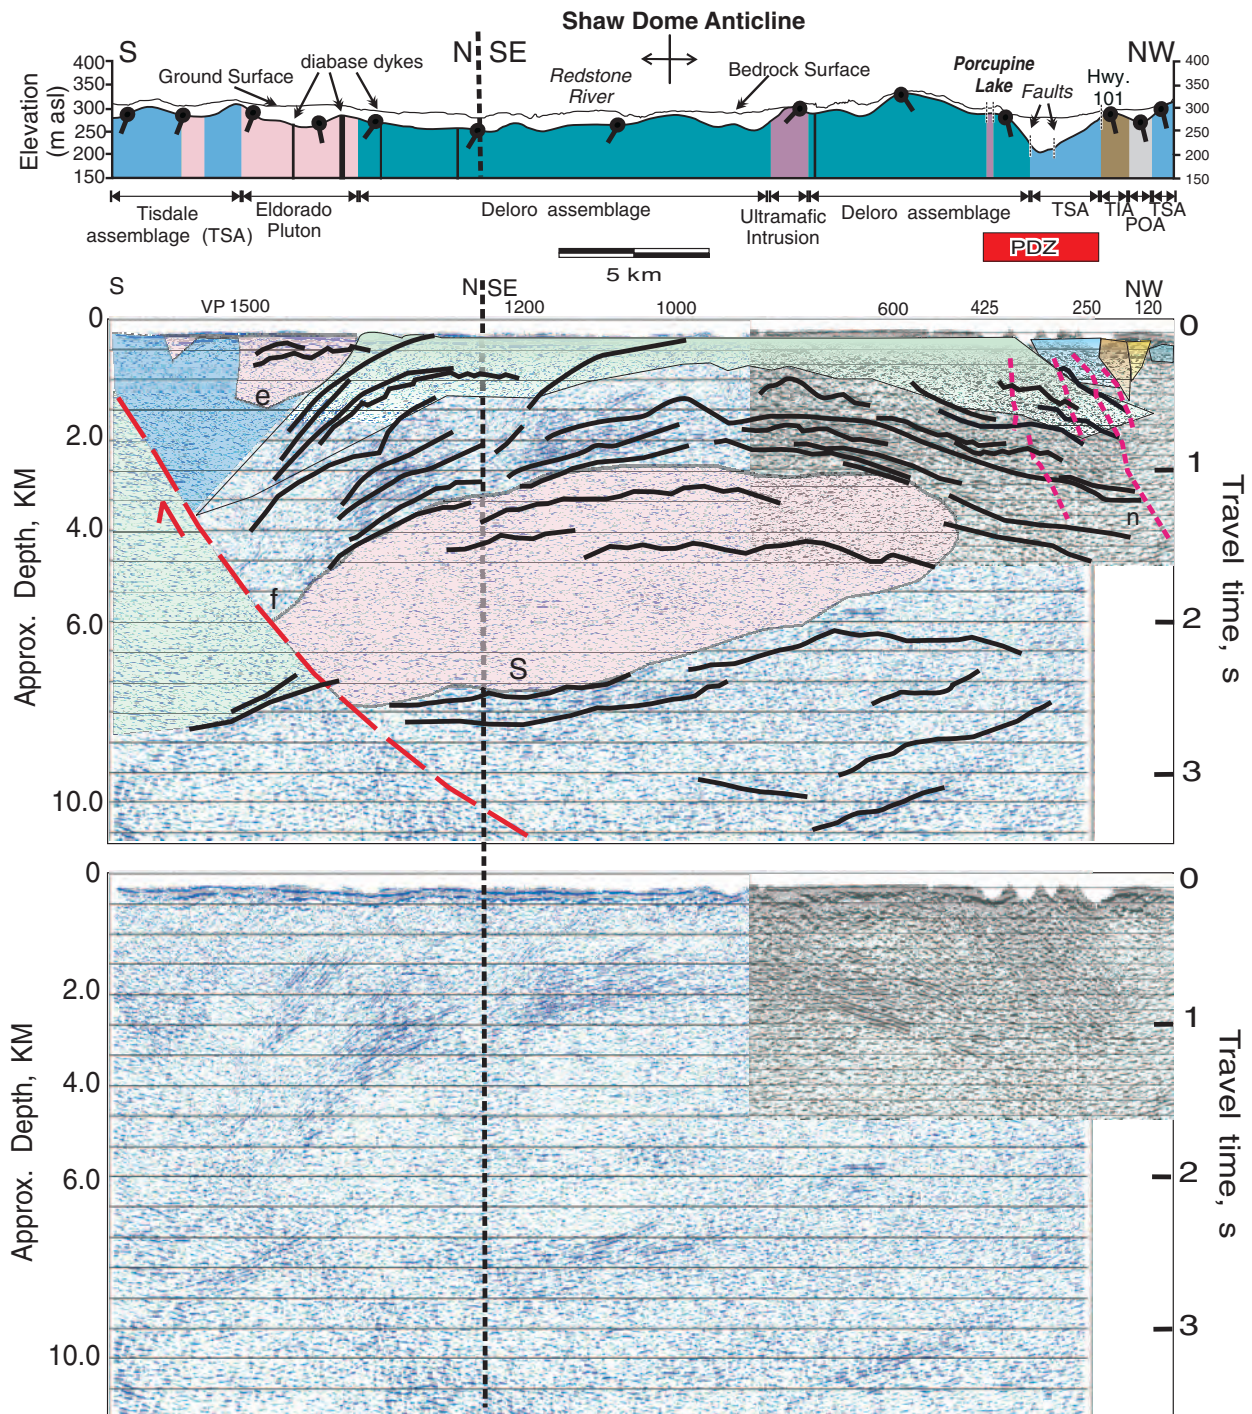 Shaw Dome Anticline
S
N
SE
NW
400
350
300
250
200
150
Elevation
(m asl)
Ground Surface
diabase dykes
Redstone
River
Bedrock Surface
Porcupine
Lake
Faults
Hwy.
101
400
350
300
250
200
150
Tisdale
assemblage (TSA)
Eldorado
Pluton
Deloro assemblage
Ultramafic
Intrusion
Deloro assemblage
TSA
TIA
POA
TSA
PDZ
5 km
S
N
SE
NW
VP 1500
1200
1000
600
425
250
120
0
2.0
4.0
6.0
10.0
Approx. Depth, KM
0
1
2
3
Travel time, s
e
f
S
n
0
2.0
4.0
6.0
10.0
Approx. Depth, KM
0
1
2
3
Travel time, s